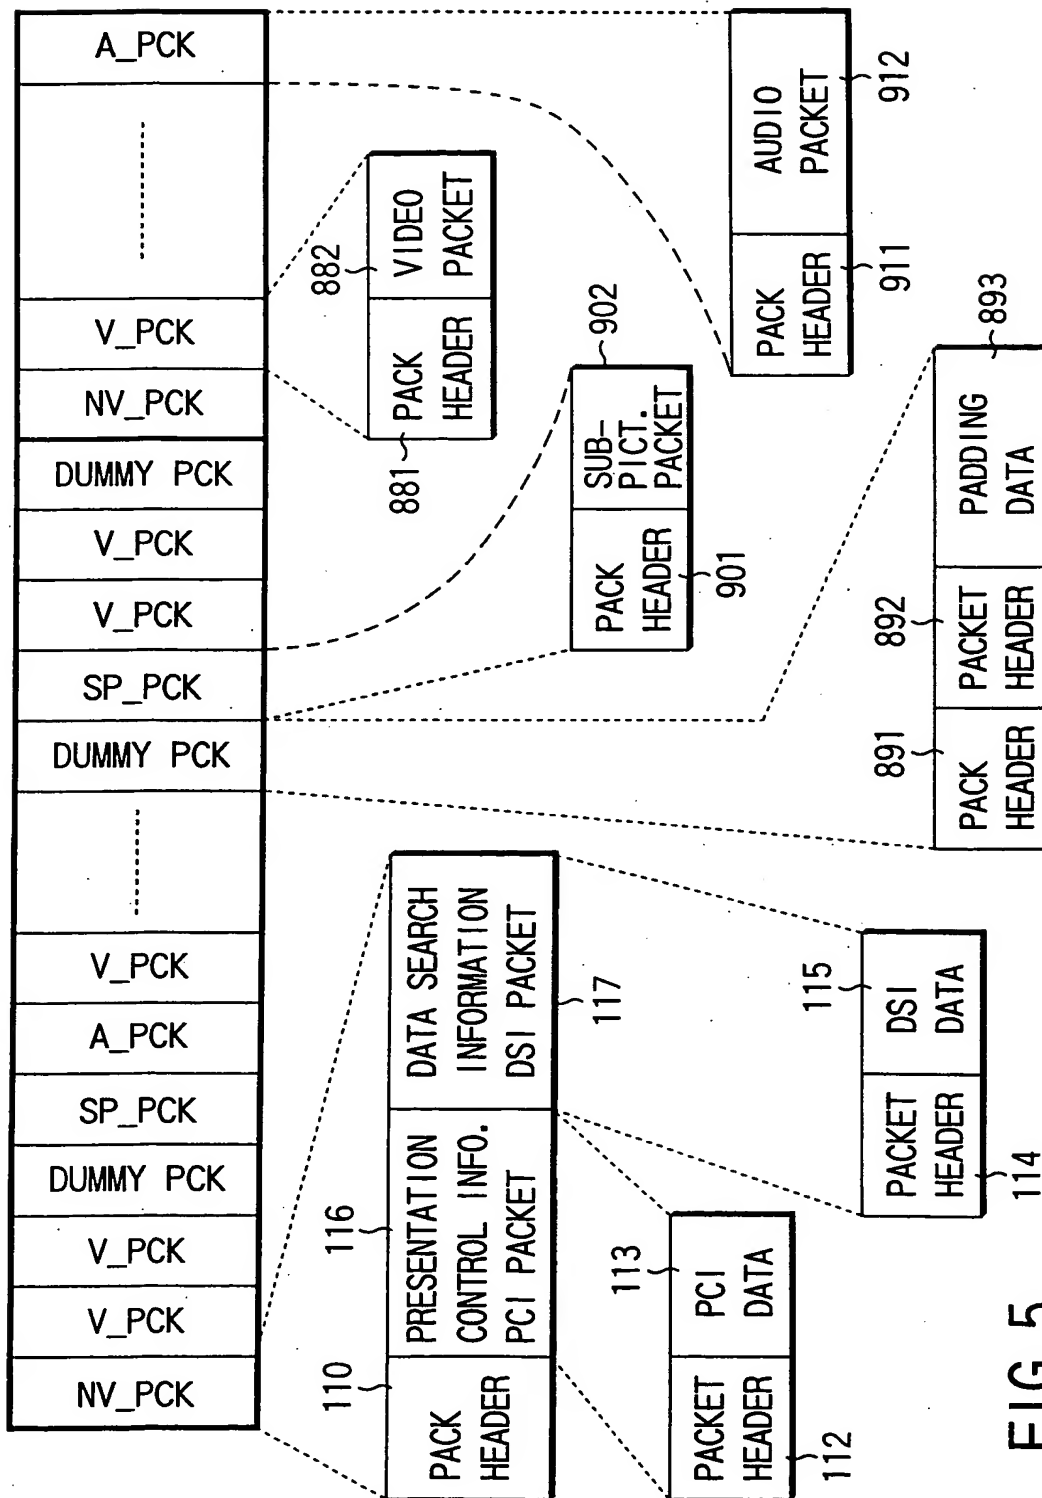 NV_PCK
V_PCK
V_PCK
DUMMY PCK
SP_PCK
A_PCK
V_PCK
DUMMY PCK
SP_PCK
V_PCK
V_PCK
DUMMY PCK
NV_PCK
V_PCK
A_PCK
110
116
PACK
HEADER
PRESENTATION
CONTROL INFO.
PCI PACKET
DATA SEARCH
INFORMATION
DSI PACKET
117
881
882
PACK
HEADER
VIDEO
PACKET
PACK
HEADER
SUB-
PICT.
PACKET
901
902
113
PACKET
HEADER
PCI
DATA
112
PACK
HEADER
AUDIO
PACKET
911
912
115
PACKET
HEADER
DSI
DATA
114
891
892
893
PACK
HEADER
PACKET
HEADER
PADDING
DATA
FIG. 5